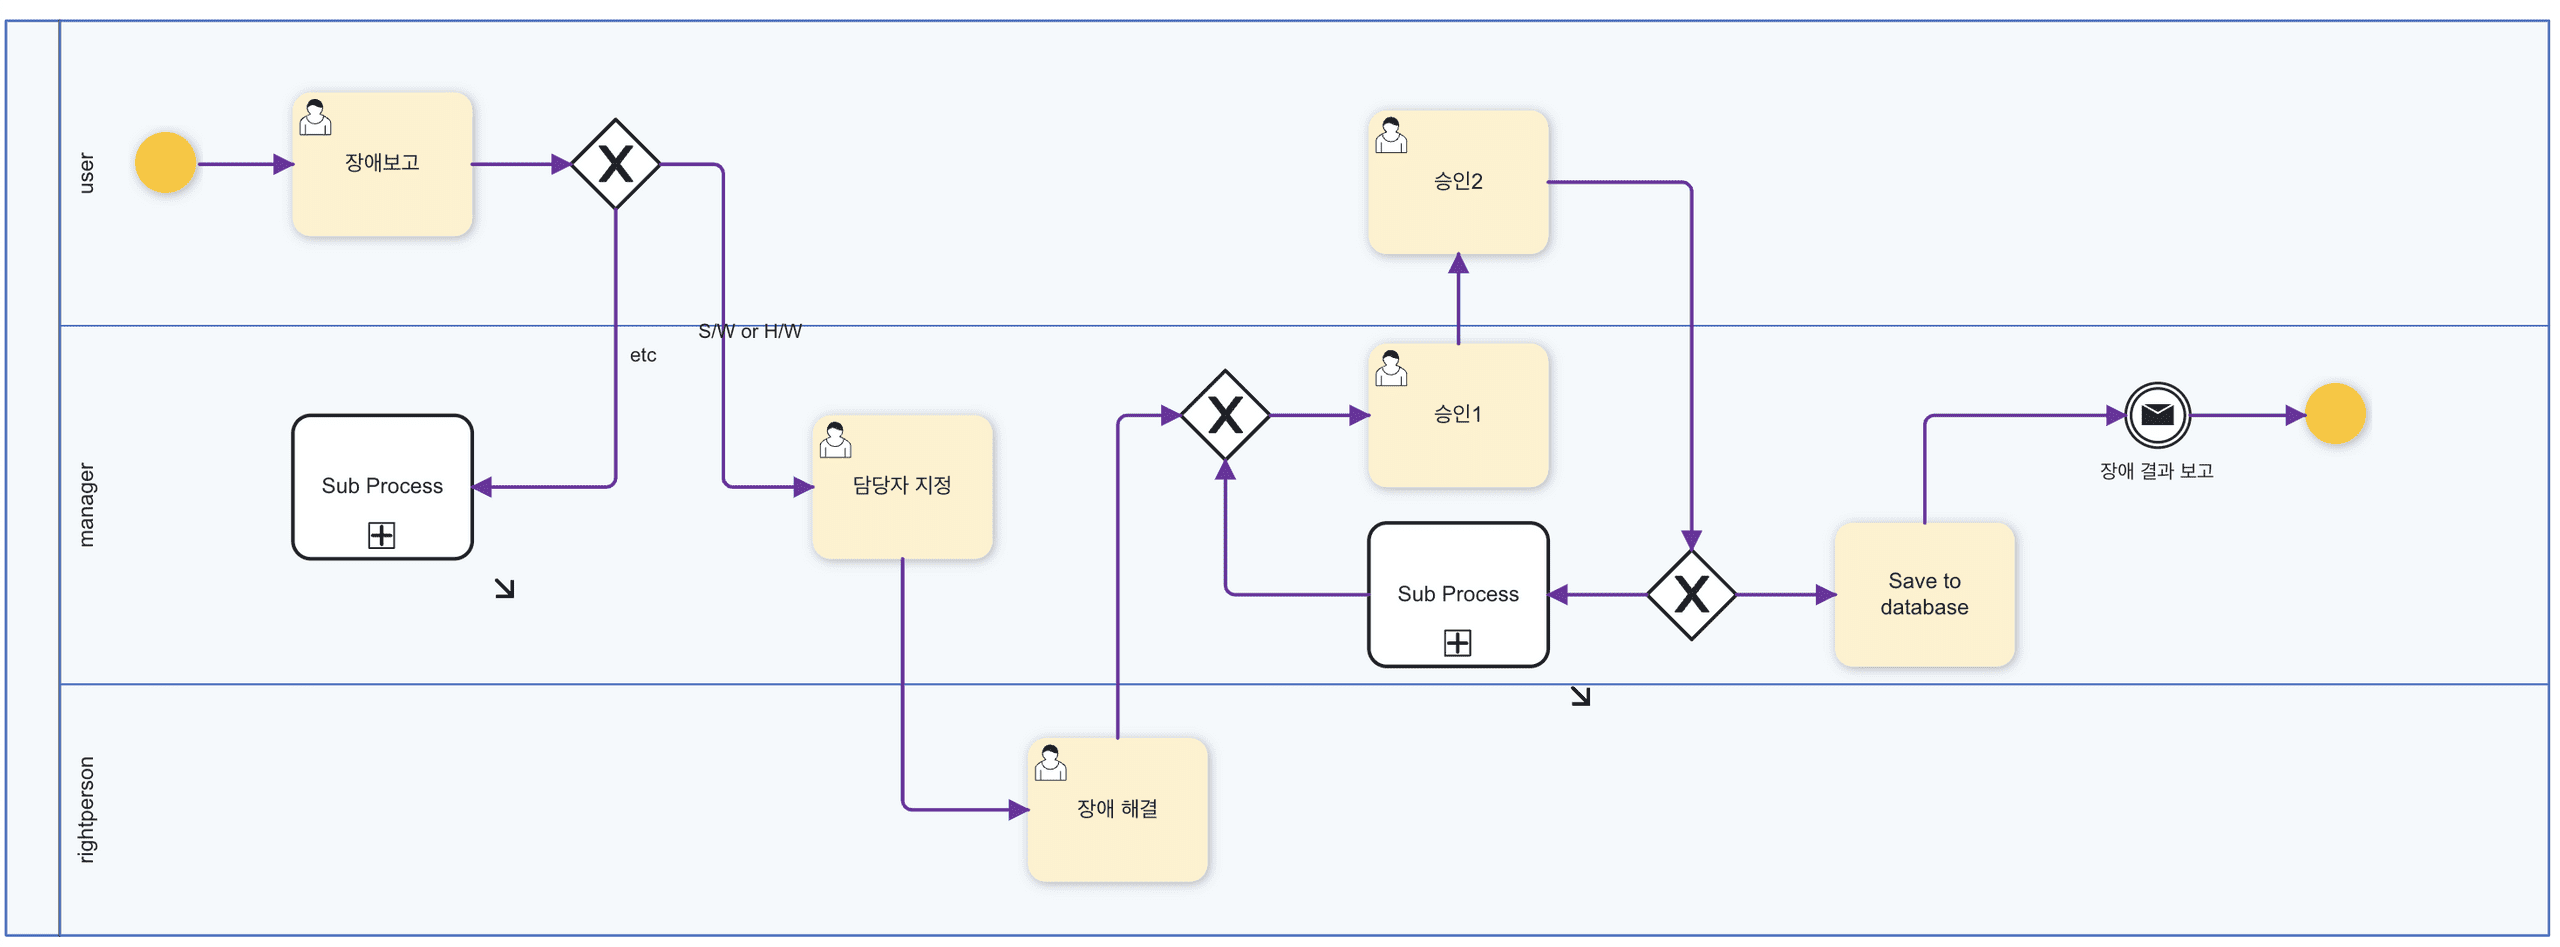 user
장애보고
승인2
S/W or H/W
etc
manager
Sub Process
담당자 지정
승인1
Sub Process
Save to
database
장애 결과 보고
rightperson
장애 해결